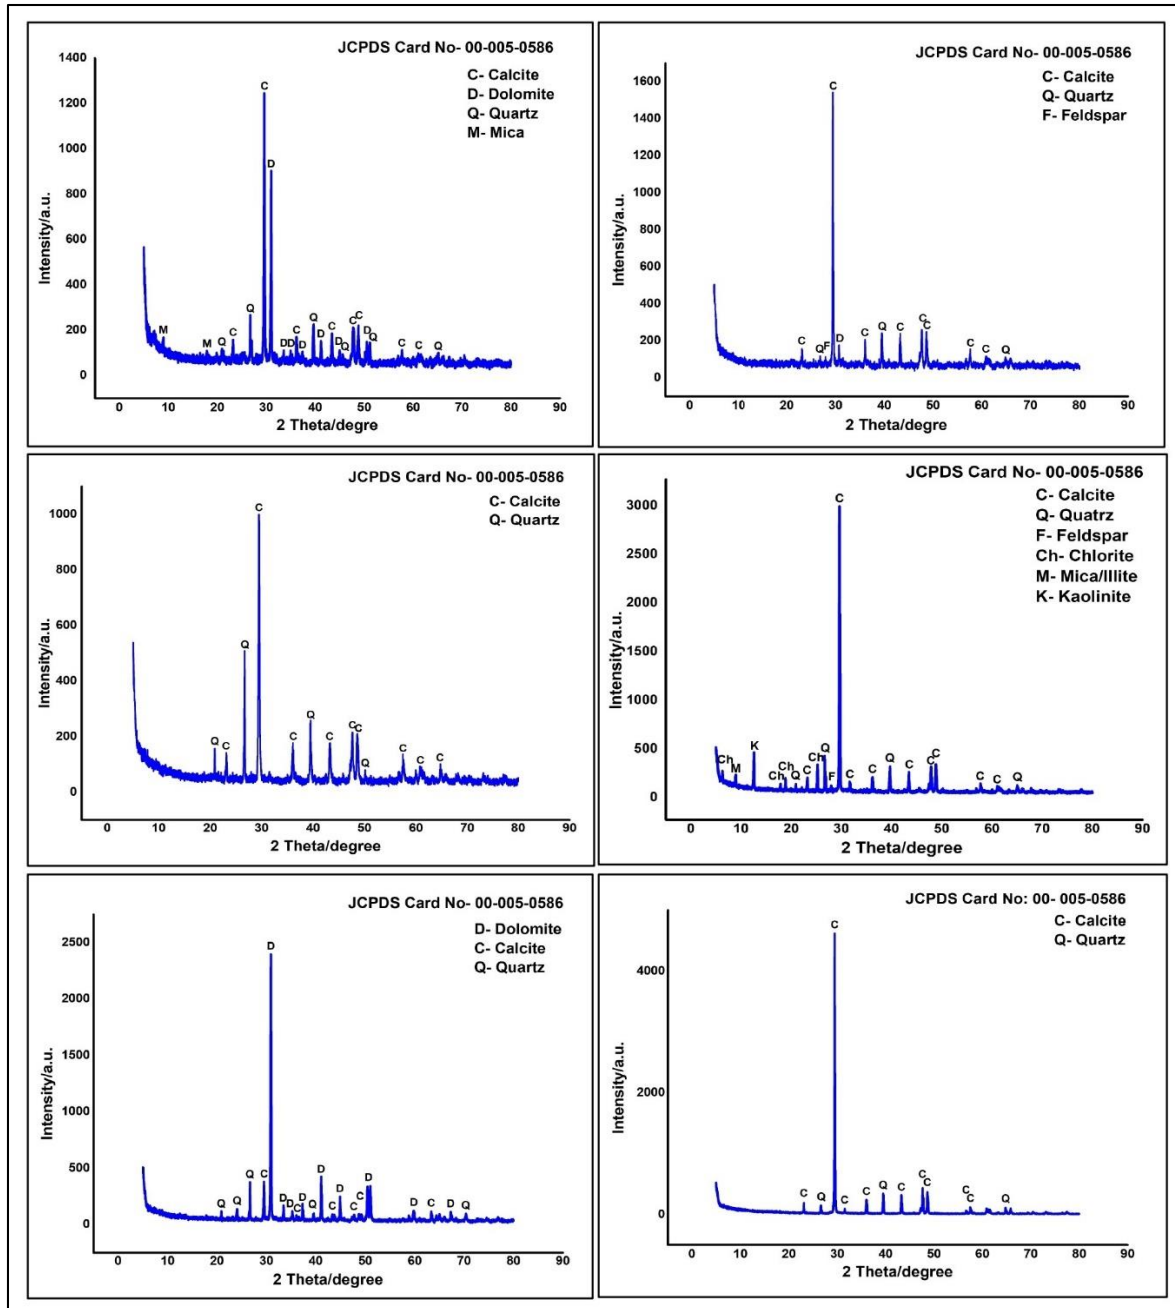 JCPDS Card No- 00-005-0586
C- Calcite
D- Dolomite
Q- Quartz
M- Mica
Intensity/a.u.
1400
1200
1000
800
600
400
200
0
M M Q C Q C D D D C D Q D C D Q C C D Q C C Q
0 10 20 30 40 50 60 70 80 90
2 Theta/degre
JCPDS Card No- 00-005-0586
C- Calcite
Q- Quartz
F- Feldspar
Intensity/a.u.
1600
1400
1200
1000
800
600
400
200
0
C Q F C D C Q C C C C C Q
0 10 20 30 40 50 60 70 80 90
2 Theta/degre
JCPDS Card No- 00-005-0586
C- Calcite
Q- Quartz
Intensity/a.u.
1000
800
600
400
200
0
Q C Q C C Q C C C Q C C C
0 10 20 30 40 50 60 70 80 90
2 Theta/degree
JCPDS Card No- 00-005-0586
C- Calcite
Q- Quatrz
F- Feldspar
Ch- Chlorite
M- Mica/Illite
K- Kaolinite
Intensity/a.u.
3000
2500
2000
1500
1000
500
0
Ch M K Ch Ch Q C Ch Q F C C C Q C C C C C Q
0 10 20 30 40 50 60 70 80 90
2 Theta/degree
JCPDS Card No- 00-005-0586
D- Dolomite
C- Calcite
Q- Quartz
Intensity/a.u.
2500
2000
1500
1000
500
0
Q Q Q C D D D C D Q D C D C C D D C D Q
0 10 20 30 40 50 60 70 80 90
2 Theta/degree
JCPDS Card No: 00- 005-0586
C- Calcite
Q- Quartz
Intensity/a.u.
4000
2000
0
C Q C C C Q C C C C C Q
0 10 20 30 40 50 60 70 80 90
2 Theta/degree